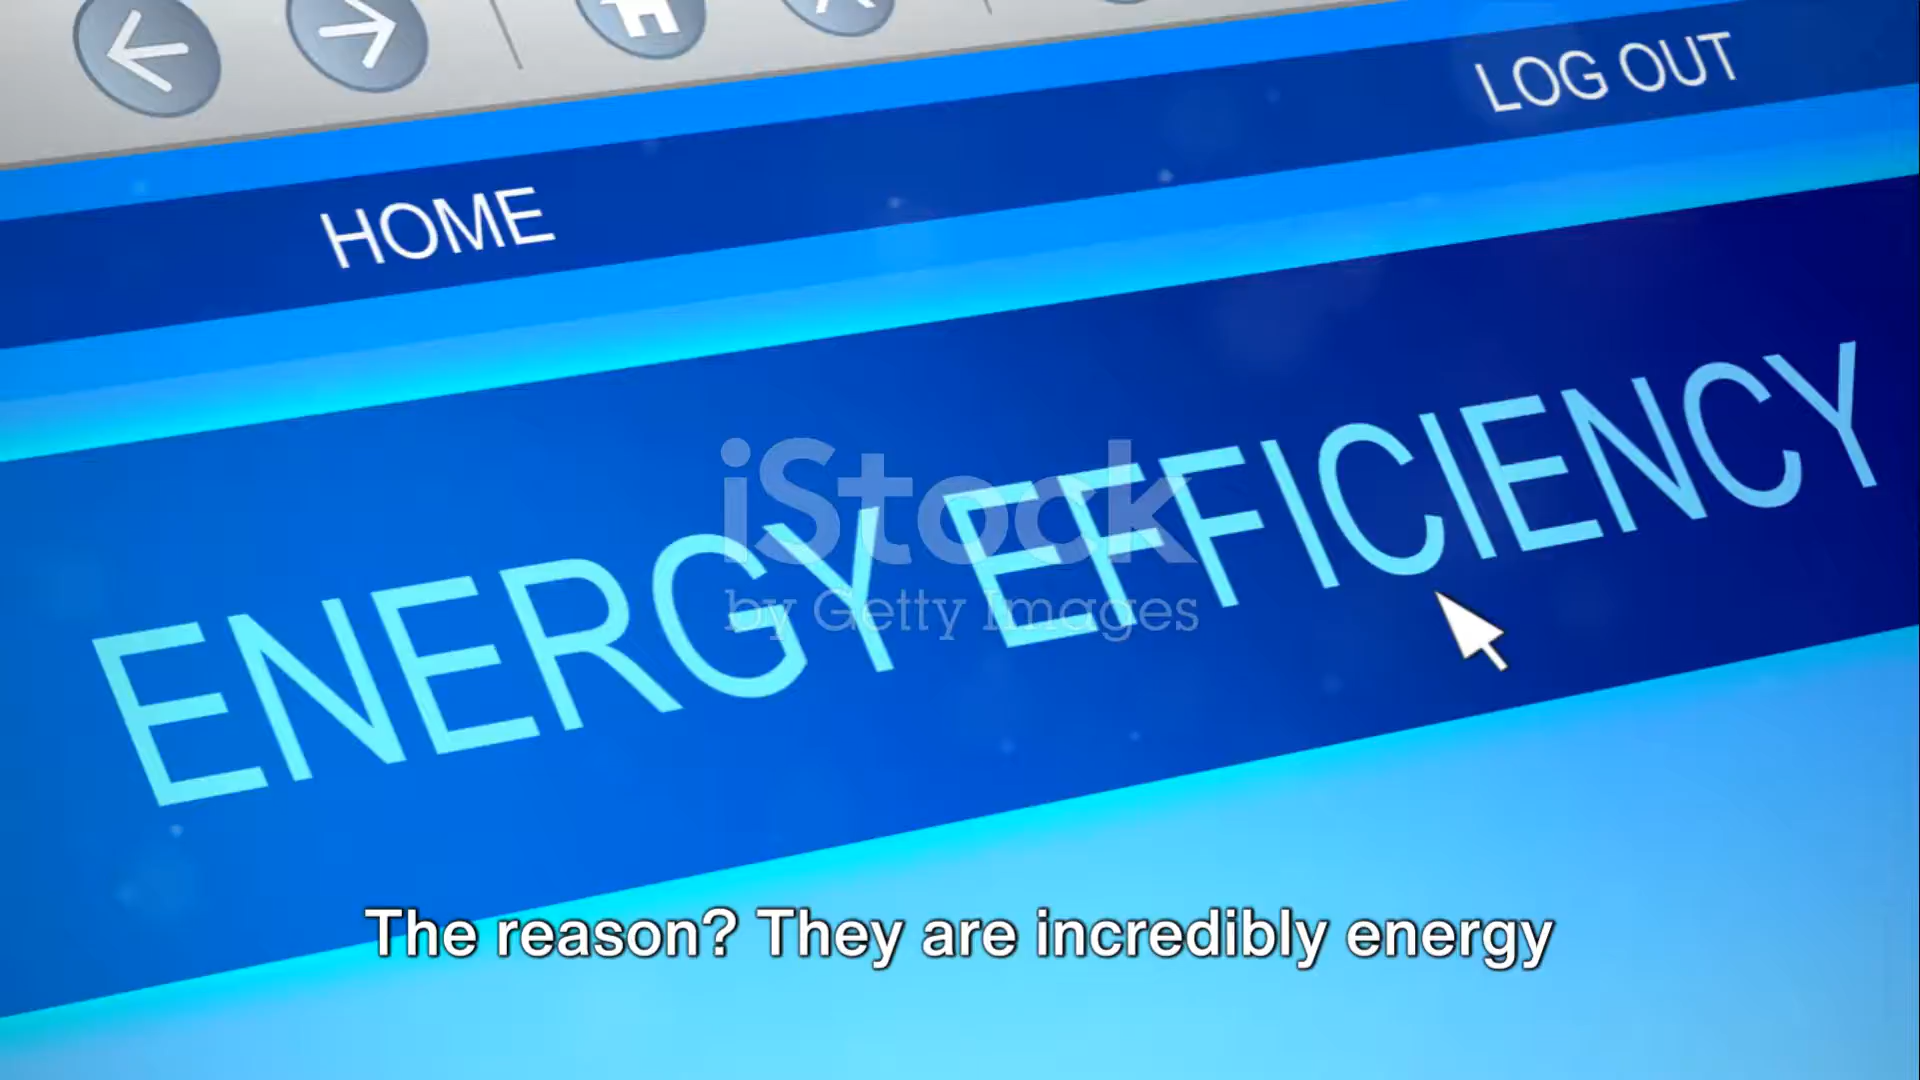 LOG OUT
HOME
ENERGY EFFICIENCY
iStock
by Getty Images
The reason? They are incredibly energy